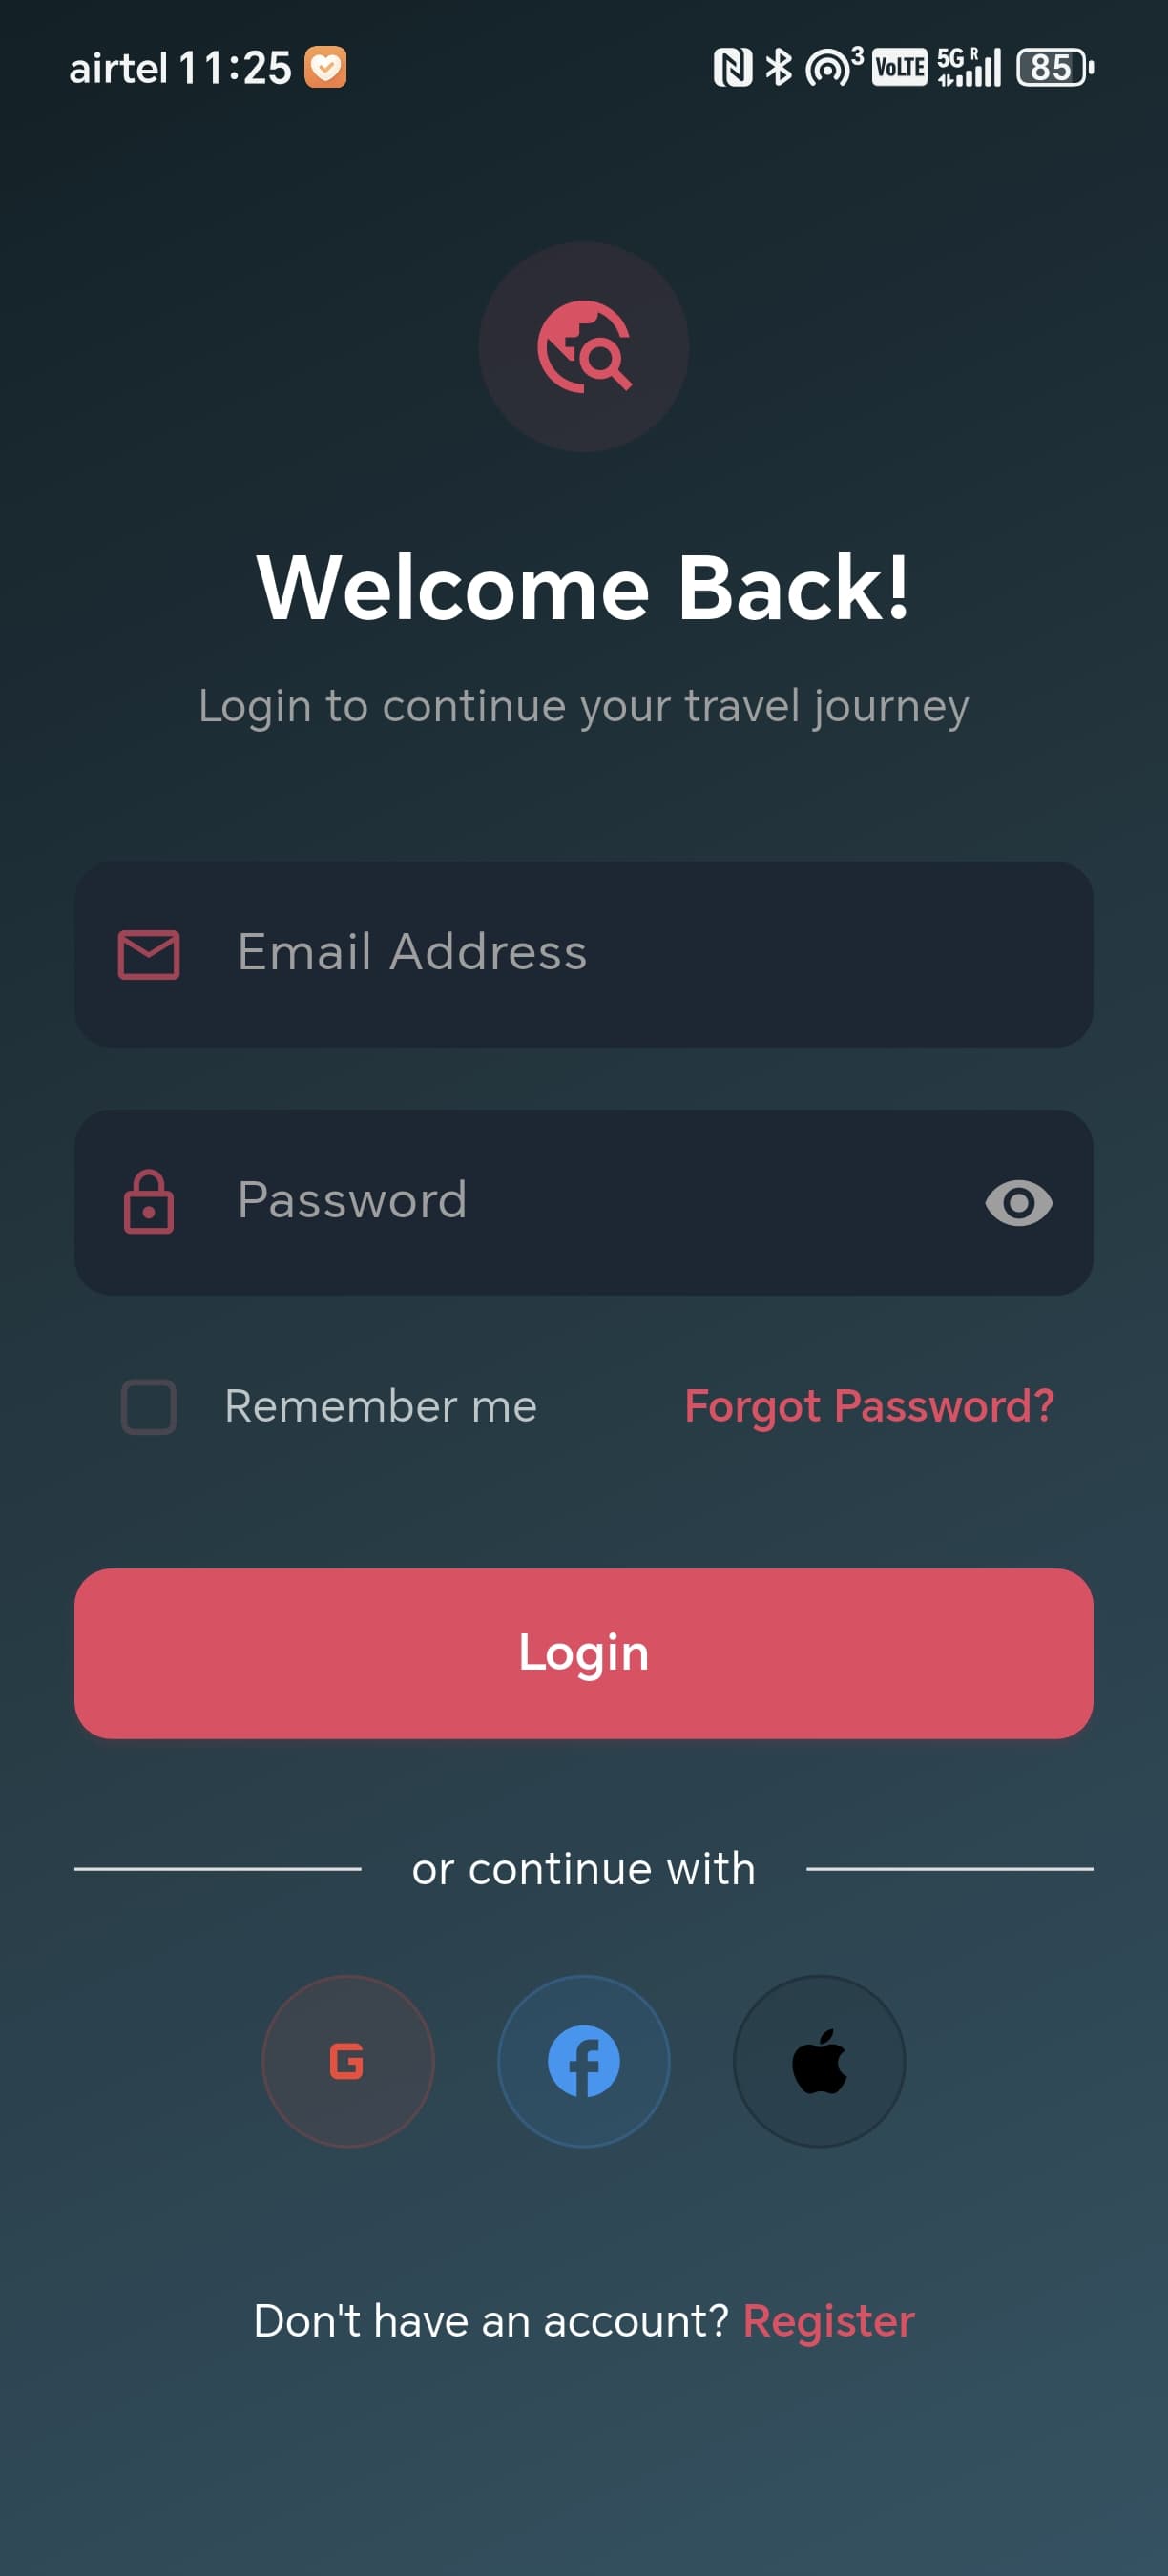 airtel 11:25
3 VoLTE 5G R 85
Welcome Back!
Login to continue your travel journey
Email Address
Password
Remember me
Forgot Password?
Login
or continue with
G
Don't have an account? Register